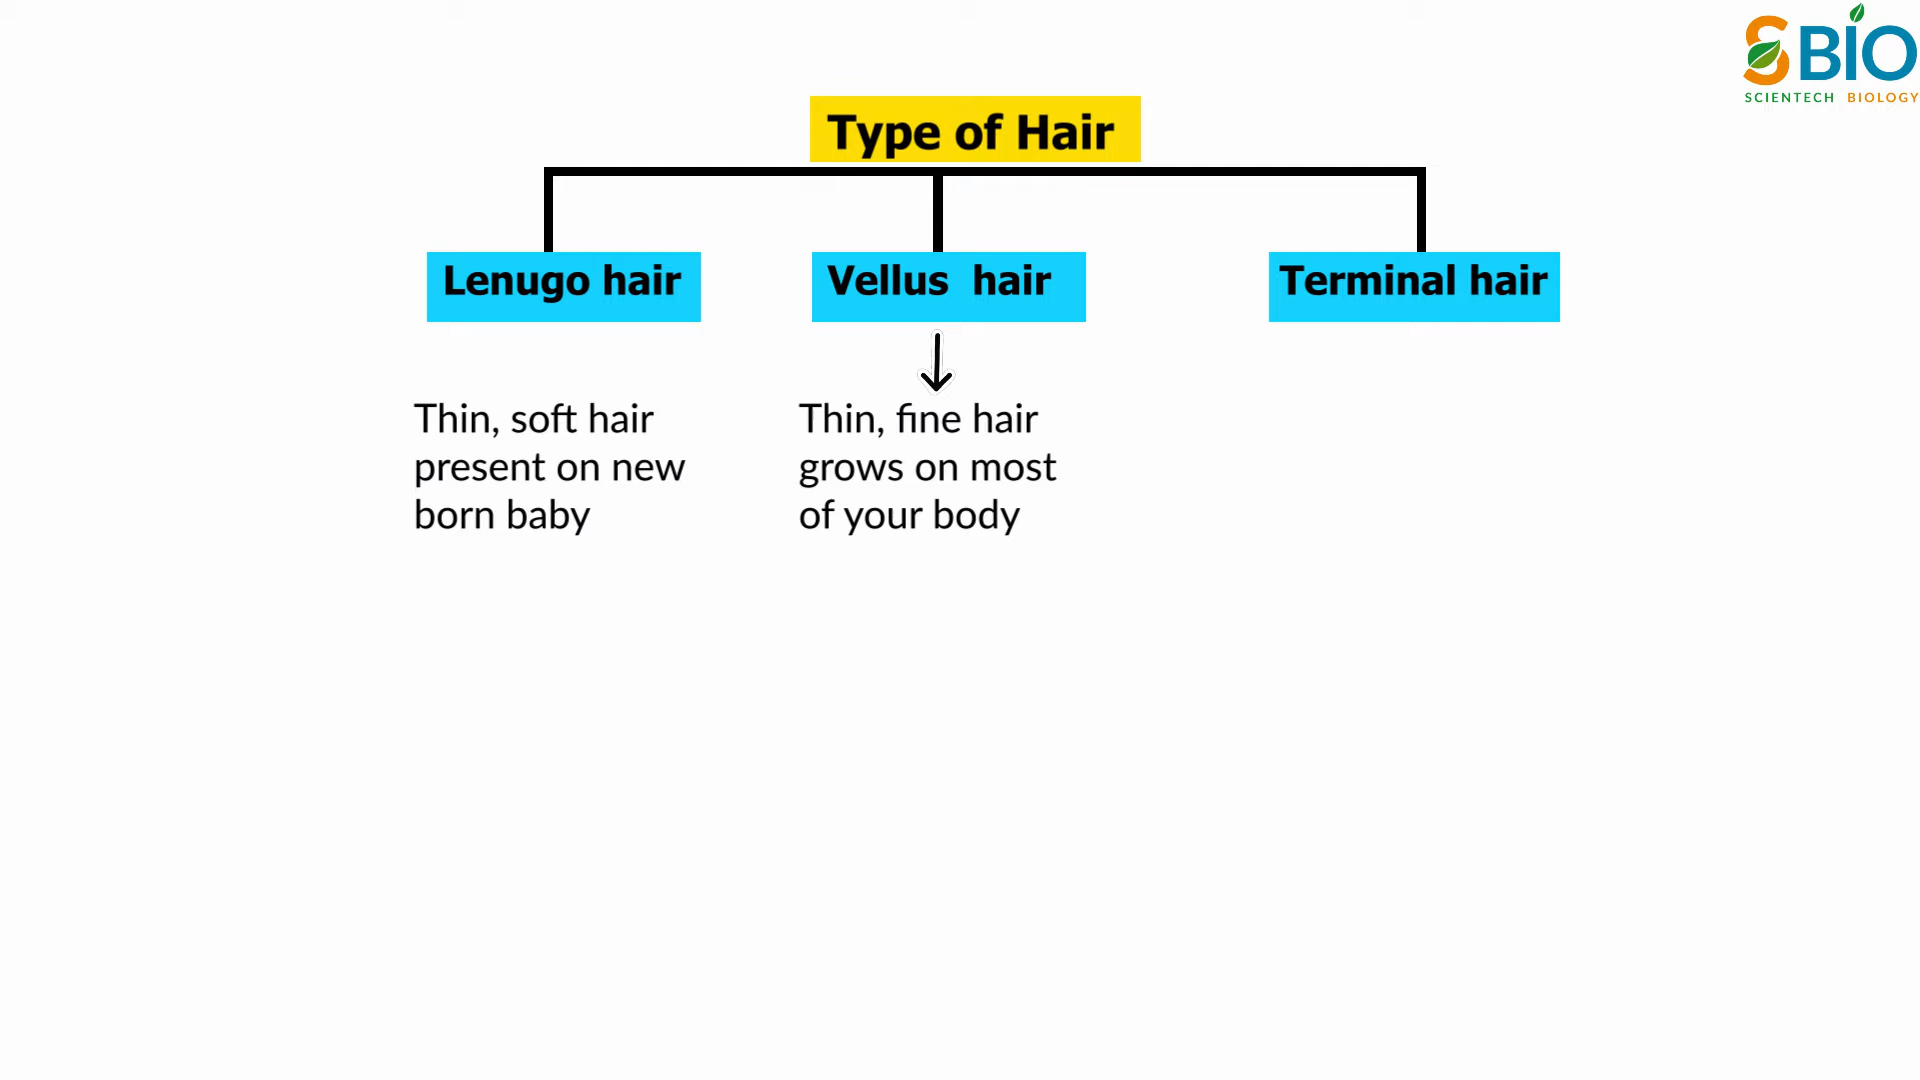 SBIO
SCIENTECH BIOLOGY
Type of Hair
Lenugo hair
Vellus hair
Terminal hair
Thin, soft hair
present on new
born baby
Thin, fine hair
grows on most
of your body